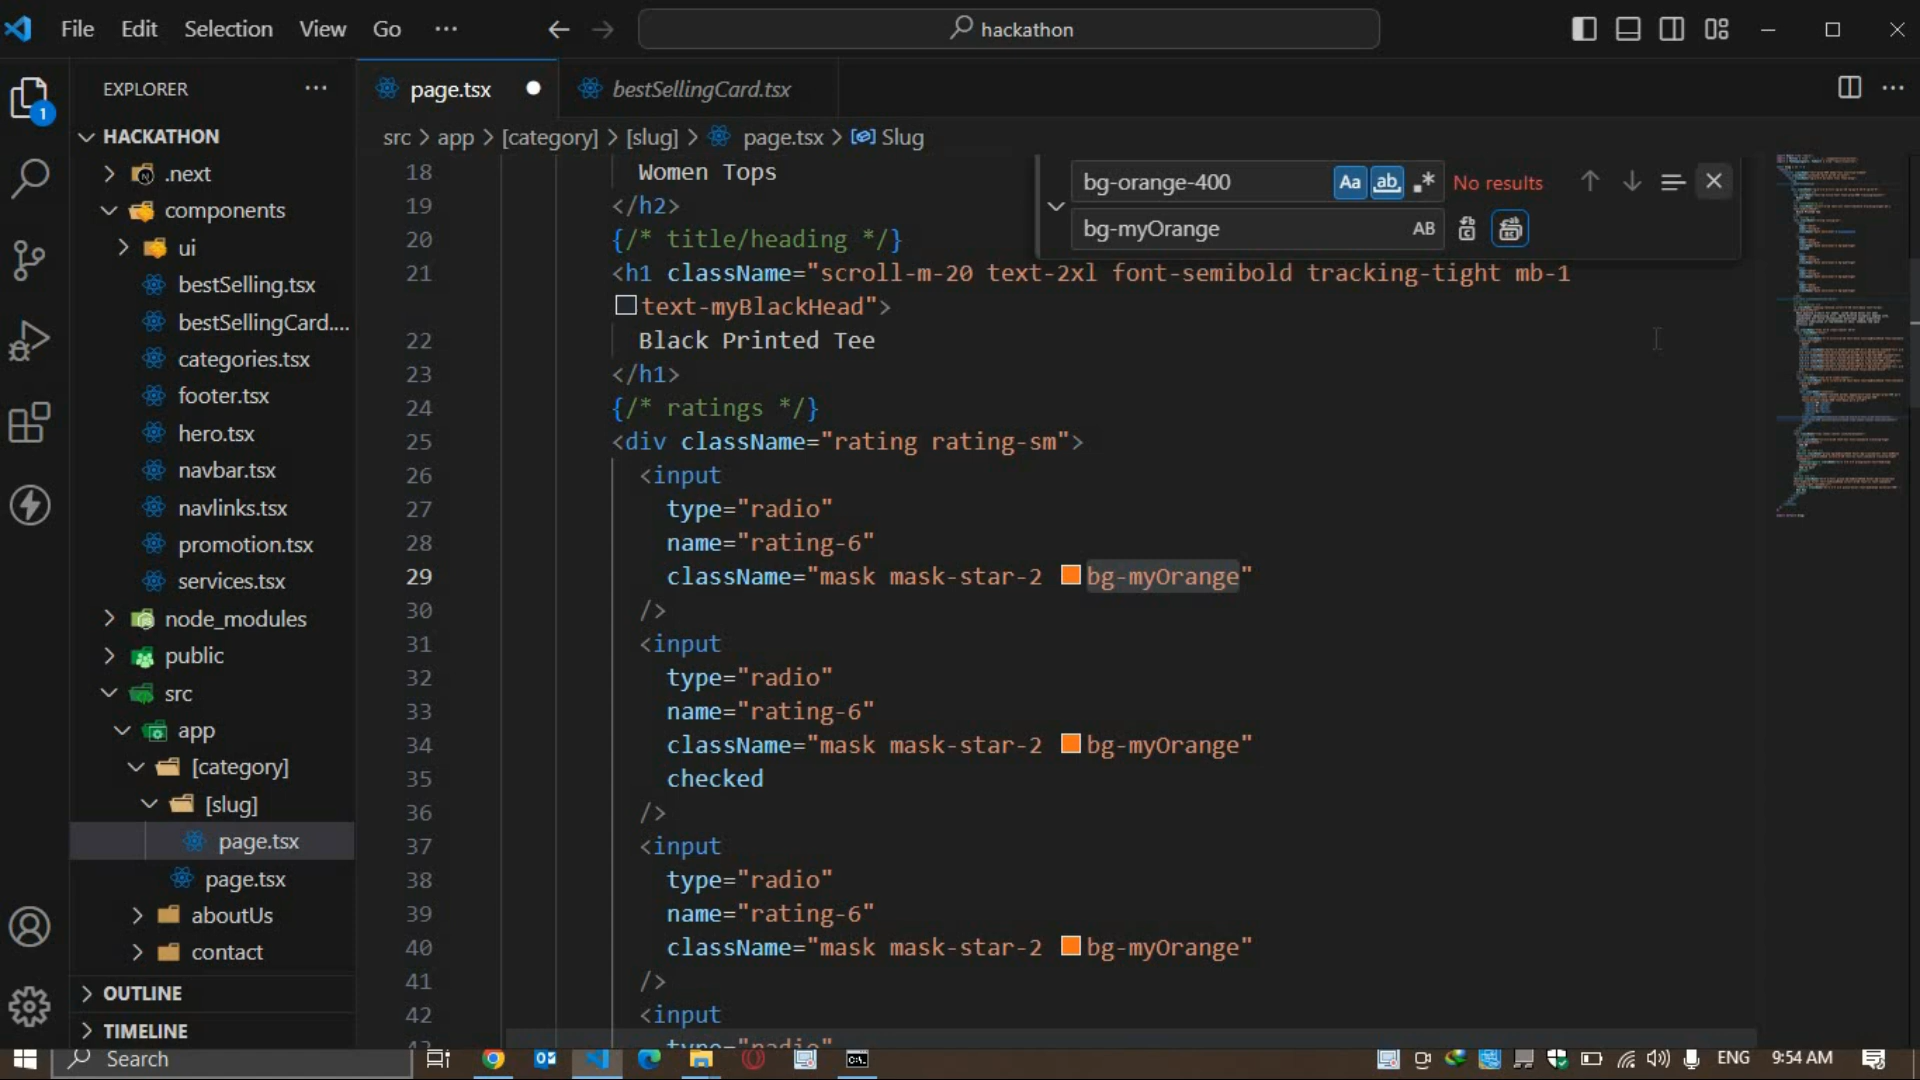 File Edit Selection View Go ··· hackathon
EXPLORER ···
page.tsx
bestSellingCard.tsx
HACKATHON
.next
components
ui
bestSelling.tsx
bestSellingCard....
categories.tsx
footer.tsx
hero.tsx
navbar.tsx
navlinks.tsx
promotion.tsx
services.tsx
node_modules
public
src
app
[category]
[slug]
page.tsx
page.tsx
aboutUs
contact
OUTLINE
TIMELINE
src > app > [category] > [slug] > page.tsx > Slug
bg-orange-400 Aa ab .* No results
bg-myOrange AB
18 Women Tops
19 </h2>
20 {/* title/heading */}
21 <h1 className="scroll-m-20 text-2xl font-semibold tracking-tight mb-1
text-myBlackHead">
22 Black Printed Tee
23 </h1>
24 {/* ratings */}
25 <div className="rating rating-sm">
26 <input
27 type="radio"
28 name="rating-6"
29 className="mask mask-star-2 bg-myOrange"
30 />
31 <input
32 type="radio"
33 name="rating-6"
34 className="mask mask-star-2 bg-myOrange"
35 checked
36 />
37 <input
38 type="radio"
39 name="rating-6"
40 className="mask mask-star-2 bg-myOrange"
41 />
42 <input
43 type="radio"
1
Search
ENG 9:54 AM